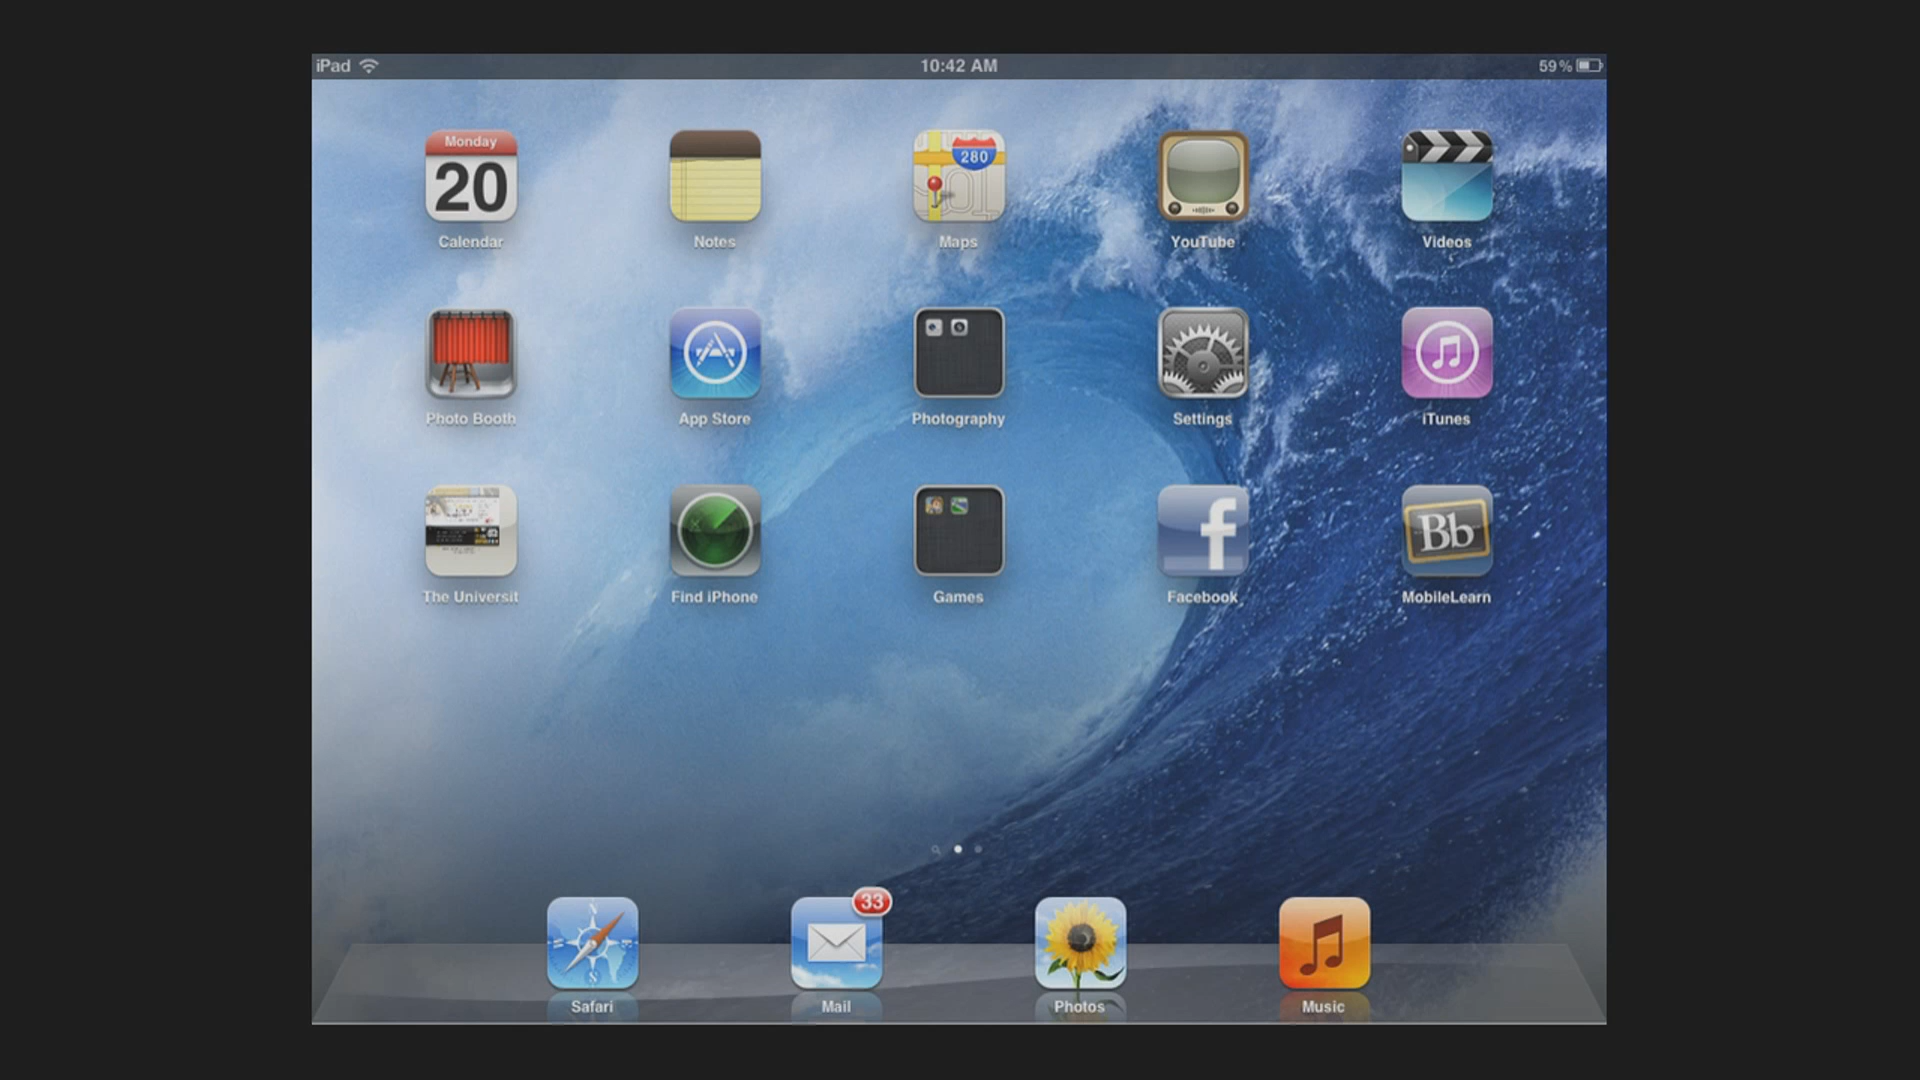 iPad 10:42 AM 59%
Monday
20
280
Calendar Notes Maps YouTube Videos
Photo Booth App Store Photography Settings iTunes
f Bb
The Universit Find iPhone Games Facebook MobileLearn
33
N
S
Safari Mail Photos Music